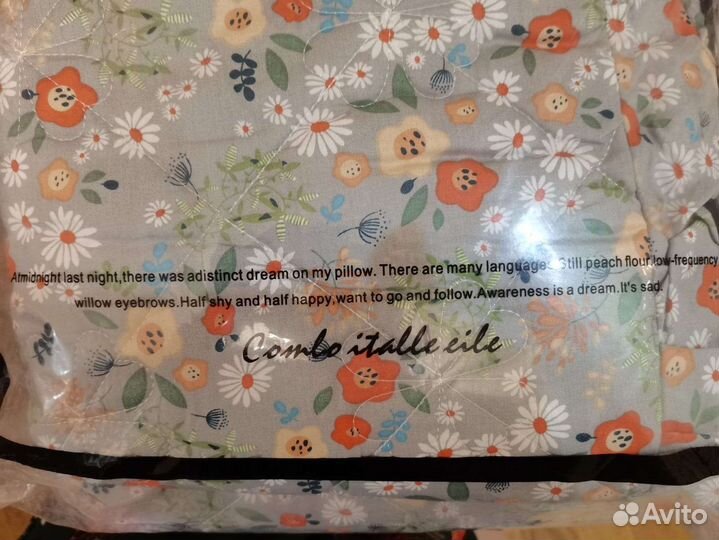 Atmidnight last night,there was adistinct dream on my pillow. There are many languages Still peach flour,low-freguency
willow eyebrows.Half shy and half happy,want to go and follow.Awareness is a dream.It's sad.
Combo italle eile
Avito